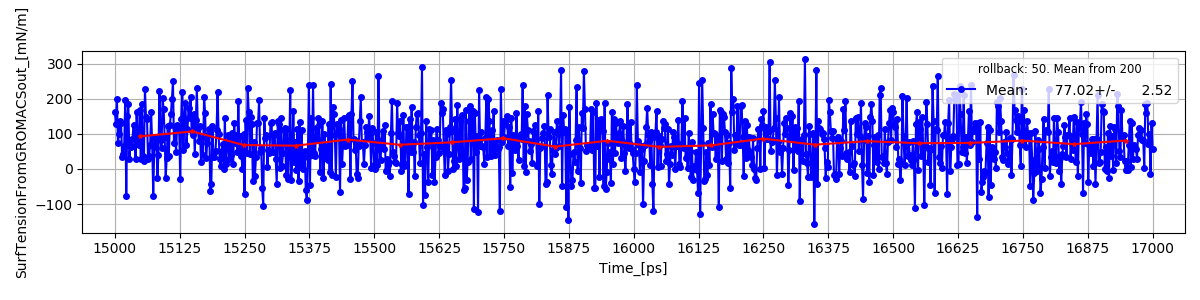 SurfTensionFromGROMACSout_[mN/m]
300
200
100
0
−100
rollback: 50. Mean from 200
Mean: 77.02+/- 2.52
15000 15125 15250 15375 15500 15625 15750 15875 16000 16125 16250 16375 16500 16625 16750 16875 17000
Time_[ps]